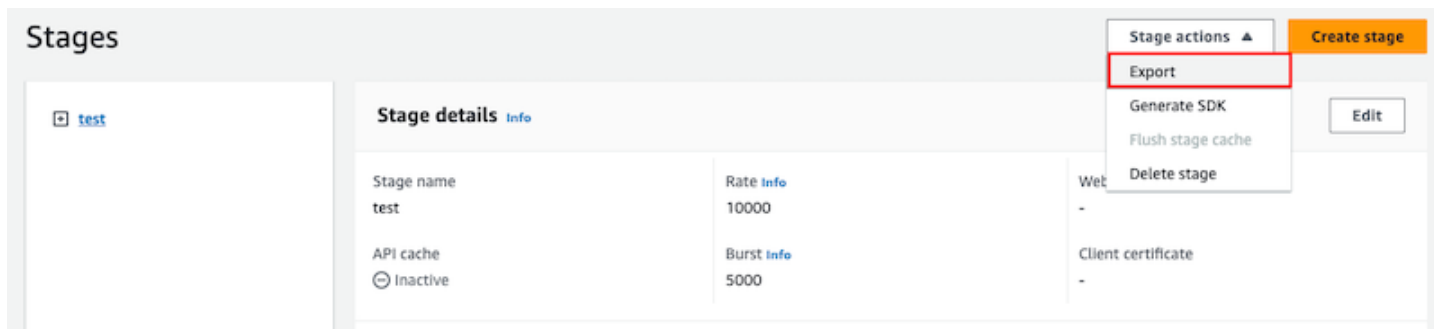 Stages
Stage actions ▲
Create stage
Export
Generate SDK
Flush stage cache
Delete stage
test
Stage details Info
Edit
Stage name
test
Rate Info
10000
Web
-
API cache
Inactive
Burst Info
5000
Client certificate
-